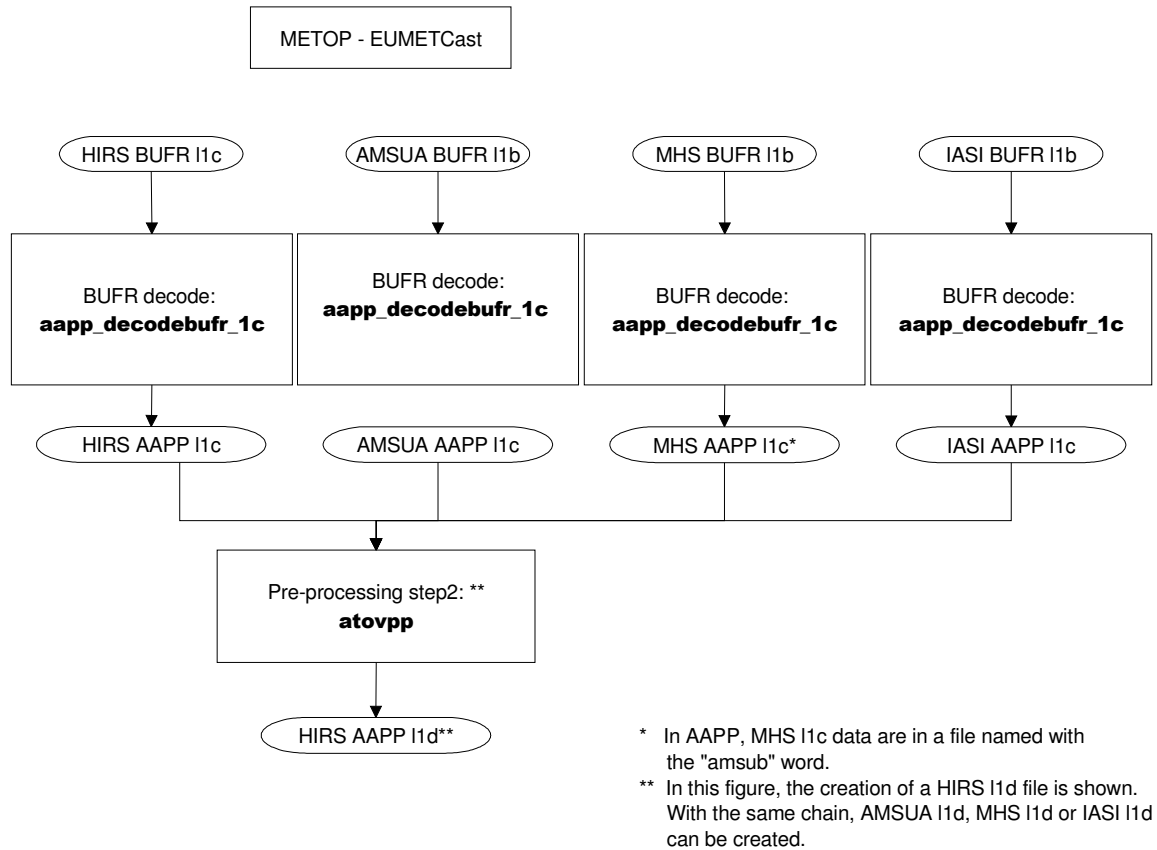 METOP - EUMETCast
HIRS BUFR l1c
AMSUA BUFR l1b
MHS BUFR l1b
IASI BUFR l1b
BUFR decode:
aapp_decodebufr_1c
BUFR decode:
aapp_decodebufr_1c
BUFR decode:
aapp_decodebufr_1c
BUFR decode:
aapp_decodebufr_1c
HIRS AAPP l1c
AMSUA AAPP l1c
MHS AAPP l1c*
IASI AAPP l1c
Pre-processing step2: **
atovpp
HIRS AAPP l1d**
* In AAPP, MHS l1c data are in a file named with
the "amsub" word.
** In this figure, the creation of a HIRS l1d file is shown.
With the same chain, AMSUA l1d, MHS l1d or IASI l1d
can be created.